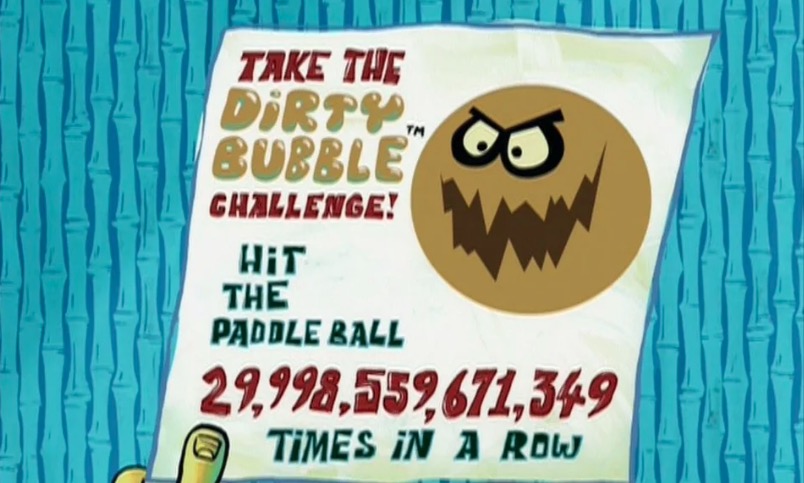 TAKE THE
DIRTY
BUBBLE™
CHALLENGE!
HIT
THE
PADDLE BALL
29,998,559,671,349
TIMES IN A ROW